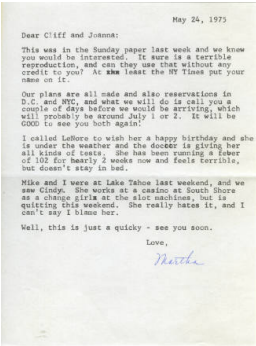 May 24, 1975
Dear Cliff and Joanna:
This was in the Sunday paper last week and we knew
you would be interested. It sure is a terrible
reproduction, and can they use that without any
credit to you? At xhx least the NY Times put your
name on it.
Our plans are all made and also reservations in
D.C. and NYC, and what we will do is call you a
couple of days before we would be arriving, which
will probably be around July 1 or 2. It will be
GOOD to see you both again!
I called LeNore to wish her a happy birthday and she
is under the weather and the doctor is giving her
all kinds of tests. She has been running a fever
of 102 for nearly 2 weeks now and feels terrible,
but doesn't stay in bed.
Mike and I were at Lake Tahoe last weekend, and we
saw Cindy. She works at a casino at South Shore
as a change girl at the slot machines, but is
quitting this weekend. She really hates it, and I
can't say I blame her.
Well, this is just a quicky - see you soon.
Love,
Martha